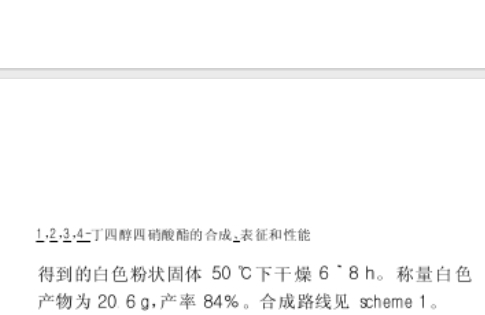 1,2,3,4-丁四醇四硝酸酯的合成、表征和性能
得到的白色粉状固体 50 ℃下干燥 6 ~ 8 h。称量白色
产物为 20. 6 g,产率 84%。合成路线见 scheme 1。